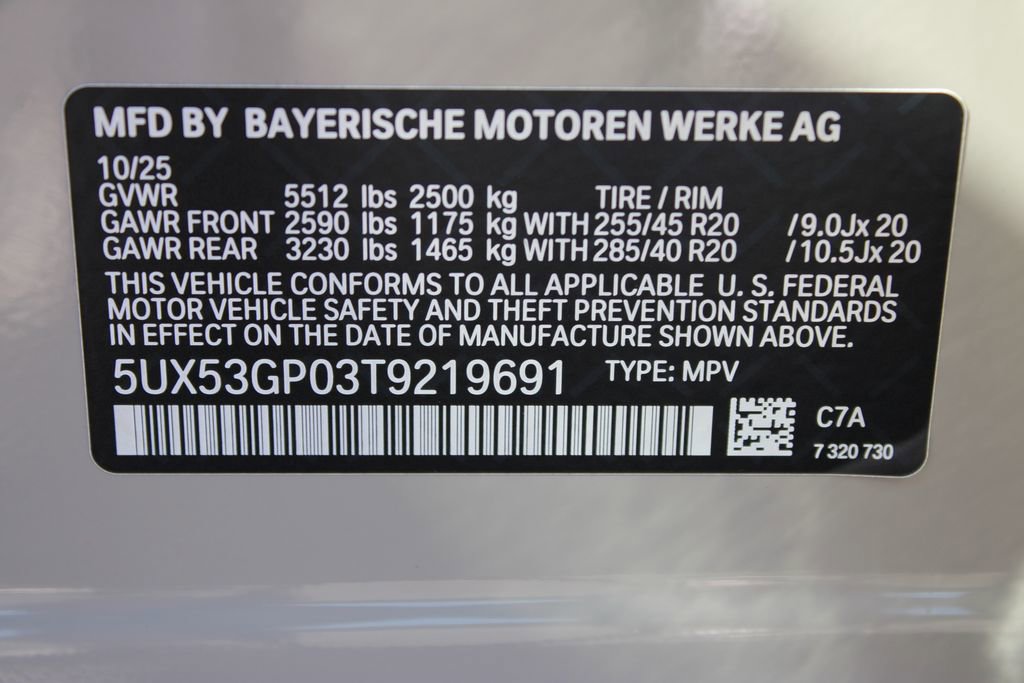 MFD BY BAYERISCHE MOTOREN WERKE AG
10/25
GVWR 5512 lbs 2500 kg TIRE / RIM
GAWR FRONT 2590 lbs 1175 kg WITH 255/45 R20 /9.0Jx 20
GAWR REAR 3230 lbs 1465 kg WITH 285/40 R20 /10.5Jx 20
THIS VEHICLE CONFORMS TO ALL APPLICABLE U. S. FEDERAL
MOTOR VEHICLE SAFETY AND THEFT PREVENTION STANDARDS
IN EFFECT ON THE DATE OF MANUFACTURE SHOWN ABOVE.
5UX53GP03T9219691 TYPE: MPV
C7A
7 320 730